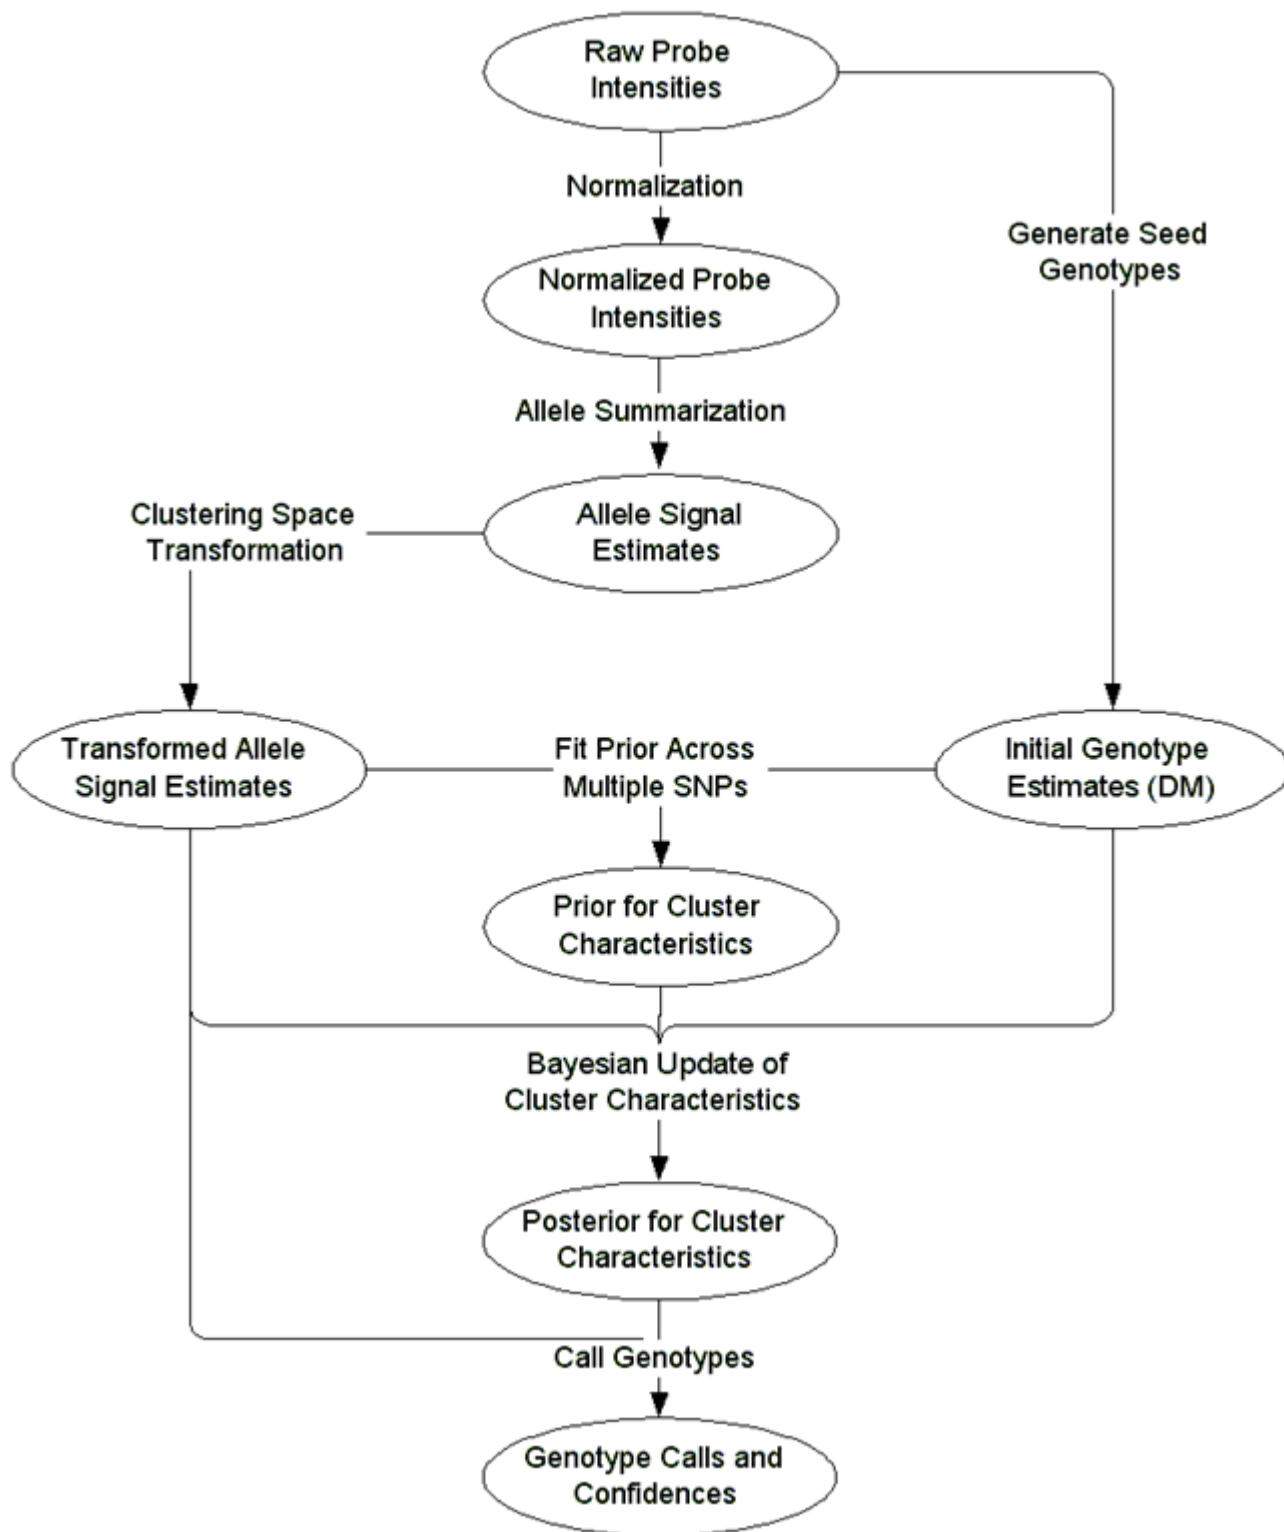 Raw Probe
Intensities
Normalization
Generate Seed
Genotypes
Normalized Probe
Intensities
Allele Summarization
Clustering Space
Transformation
Allele Signal
Estimates
Transformed Allele
Signal Estimates
Fit Prior Across
Multiple SNPs
Initial Genotype
Estimates (DM)
Prior for Cluster
Characteristics
Bayesian Update of
Cluster Characteristics
Posterior for Cluster
Characteristics
Call Genotypes
Genotype Calls and
Confidences